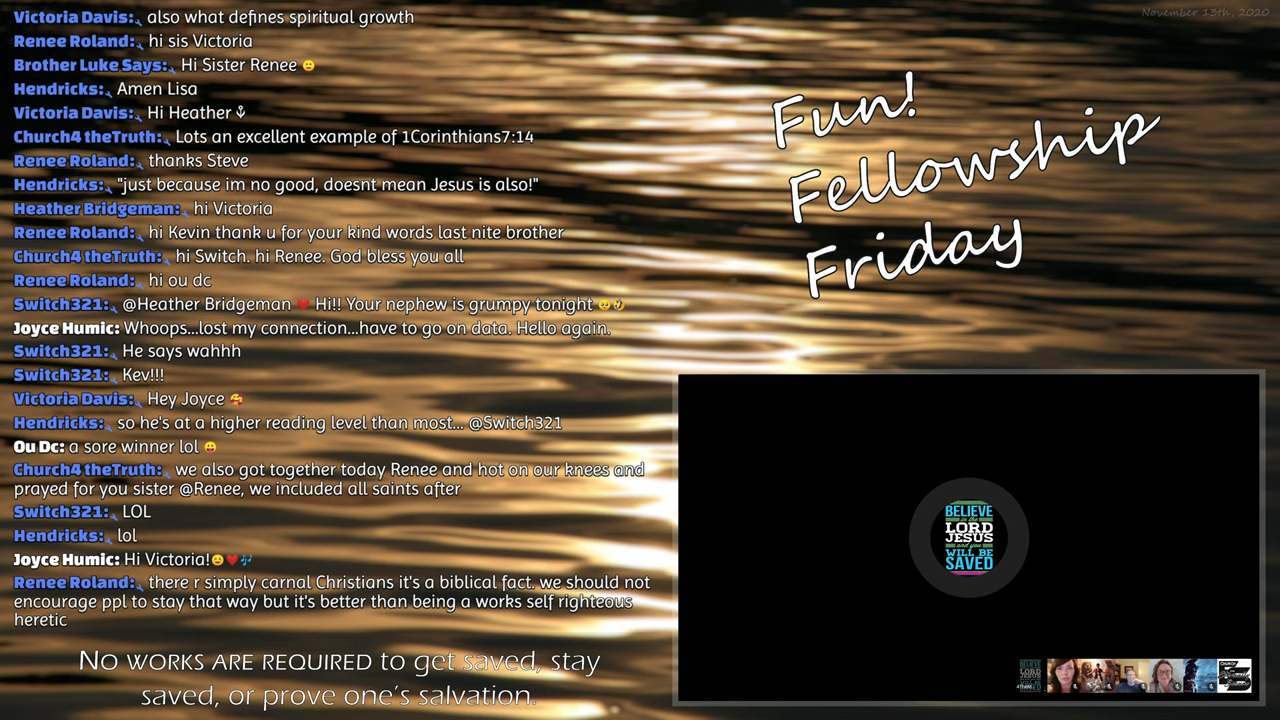 November 13th, 2020
Victoria Davis: also what defines spiritual growth
Renee Roland: hi sis Victoria
Brother Luke Says: Hi Sister Renee 🙂
Hendricks: Amen Lisa
Victoria Davis: Hi Heather ⚘
Church4 theTruth: Lots an excellent example of 1Corinthians7:14
Renee Roland: thanks Steve
Hendricks: "just because im no good, doesnt mean Jesus is also!"
Heather Bridgeman: hi Victoria
Renee Roland: hi Kevin thank u for your kind words last nite brother
Church4 theTruth: hi Switch. hi Renee. God bless you all
Renee Roland: hi ou dc
Switch321: @Heather Bridgeman ❤️ Hi!! Your nephew is grumpy tonight 🥺🤣
Joyce Humic: Whoops...lost my connection...have to go on data. Hello again.
Switch321: He says wahhh
Switch321: Kev!!!
Victoria Davis: Hey Joyce 🥰
Hendricks: so he's at a higher reading level than most... @Switch321
Ou Dc: a sore winner lol 😛
Church4 theTruth: we also got together today Renee and hot on our knees and
prayed for you sister @Renee, we included all saints after
Switch321: LOL
Hendricks: lol
Joyce Humic: Hi Victoria!😊❤️🎶
Renee Roland: there r simply carnal Christians it's a biblical fact. we should not
encourage ppl to stay that way but it's better than being a works self righteous
heretic
No works are required to get saved, stay
saved, or prove one's salvation.
Fun!
Fellowship
Friday
BELIEVE
in the
LORD
JESUS
and you
WILL BE
SAVED